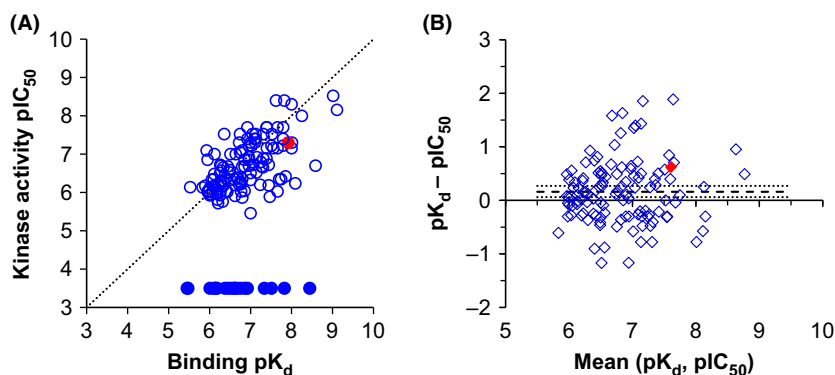 (A)
Kinase activity pIC50
10
9
8
7
6
5
4
3
3 4 5 6 7 8 9 10
Binding pKd
(B)
pKd – pIC50
3
2
1
0
–1
–2
5 6 7 8 9 10
Mean (pKd, pIC50)